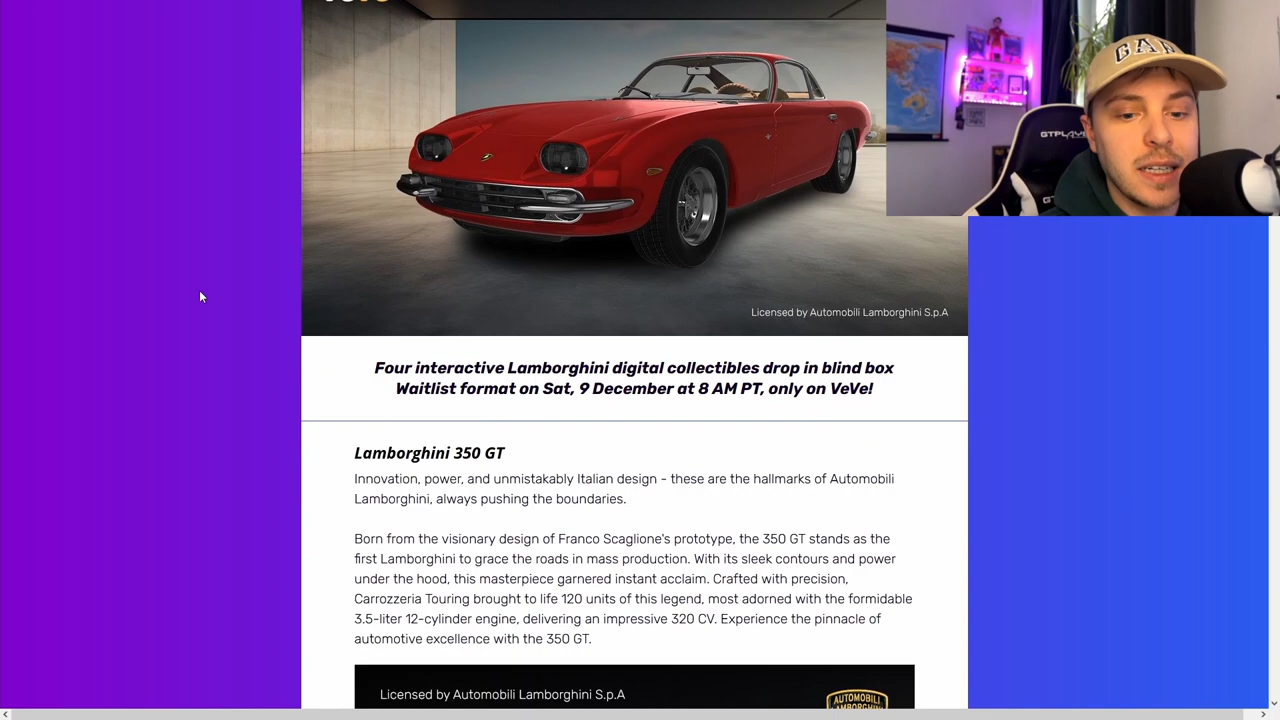 GAP
GTPLAYER
Licensed by Automobili Lamborghini S.p.A
Four interactive Lamborghini digital collectibles drop in blind box
Waitlist format on Sat, 9 December at 8 AM PT, only on VeVe!
Lamborghini 350 GT
Innovation, power, and unmistakably Italian design - these are the hallmarks of Automobili
Lamborghini, always pushing the boundaries.
Born from the visionary design of Franco Scaglione's prototype, the 350 GT stands as the
first Lamborghini to grace the roads in mass production. With its sleek contours and power
under the hood, this masterpiece garnered instant acclaim. Crafted with precision,
Carrozzeria Touring brought to life 120 units of this legend, most adorned with the formidable
3.5-liter 12-cylinder engine, delivering an impressive 320 CV. Experience the pinnacle of
automotive excellence with the 350 GT.
Licensed by Automobili Lamborghini S.p.A
AUTOMOBILI
LAMBORGHINI